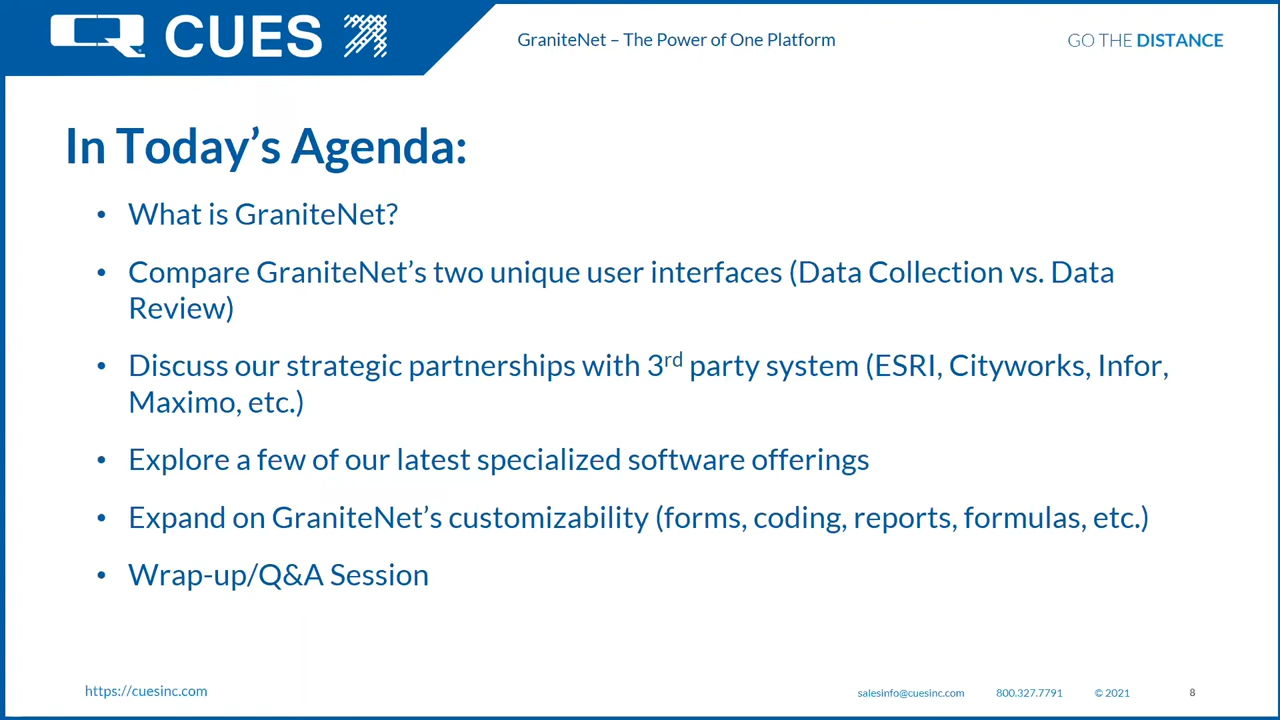 CUES
GraniteNet – The Power of One Platform
GO THE DISTANCE
In Today’s Agenda:
• What is GraniteNet?
• Compare GraniteNet’s two unique user interfaces (Data Collection vs. Data
Review)
• Discuss our strategic partnerships with 3rd party system (ESRI, Cityworks, Infor,
Maximo, etc.)
• Explore a few of our latest specialized software offerings
• Expand on GraniteNet’s customizability (forms, coding, reports, formulas, etc.)
• Wrap-up/Q&A Session
https://cuesinc.com
salesinfo@cuesinc.com
800.327.7791
© 2021
8